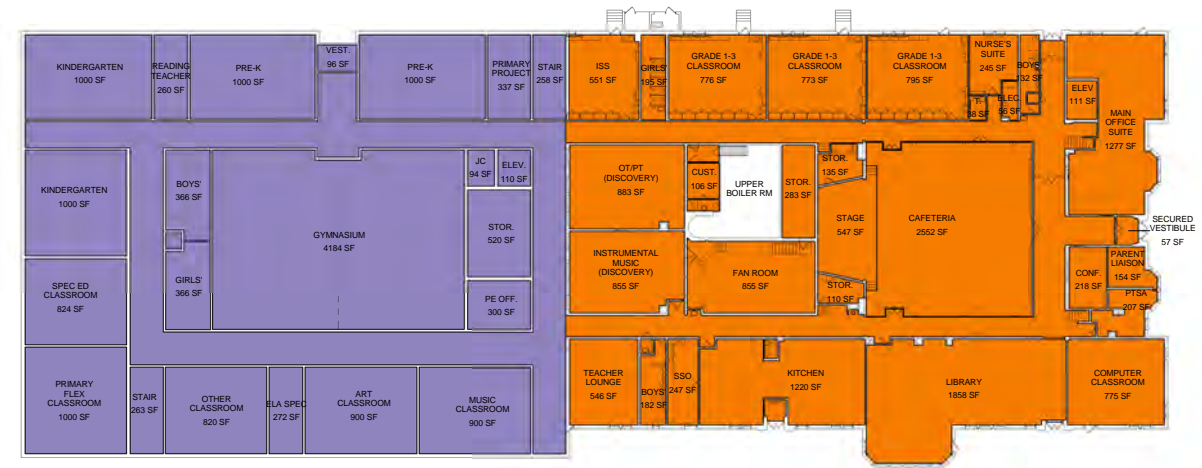 KINDERGARTEN
1000 SF
READING
TEACHER
260 SF
PRE-K
1000 SF
VEST.
96 SF
PRE-K
1000 SF
PRIMARY
PROJECT
337 SF
STAIR
258 SF
ISS
551 SF
GIRLS'
195 SF
GRADE 1-3
CLASSROOM
776 SF
GRADE 1-3
CLASSROOM
773 SF
GRADE 1-3
CLASSROOM
795 SF
NURSE'S
SUITE
245 SF
BOYS'
132 SF
T.
38 SF
ELEC.
56 SF
ELEV
111 SF
MAIN
OFFICE
SUITE
1277 SF
KINDERGARTEN
1000 SF
BOYS'
366 SF
GYMNASIUM
4184 SF
JC
94 SF
ELEV.
110 SF
STOR.
520 SF
OT/PT
(DISCOVERY)
883 SF
CUST.
106 SF
UPPER
BOILER RM
STOR.
283 SF
STOR.
135 SF
STAGE
547 SF
CAFETERIA
2552 SF
SECURED
VESTIBULE
57 SF
SPEC ED
CLASSROOM
824 SF
GIRLS'
366 SF
PE OFF.
300 SF
INSTRUMENTAL
MUSIC
(DISCOVERY)
855 SF
FAN ROOM
855 SF
STOR.
110 SF
CONF.
218 SF
PARENT
LIAISON
154 SF
PTSA
207 SF
PRIMARY
FLEX
CLASSROOM
1000 SF
STAIR
263 SF
OTHER
CLASSROOM
820 SF
ELA SPEC
272 SF
ART
CLASSROOM
900 SF
MUSIC
CLASSROOM
900 SF
TEACHER
LOUNGE
546 SF
BOYS'
182 SF
SSO
247 SF
KITCHEN
1220 SF
LIBRARY
1858 SF
COMPUTER
CLASSROOM
775 SF